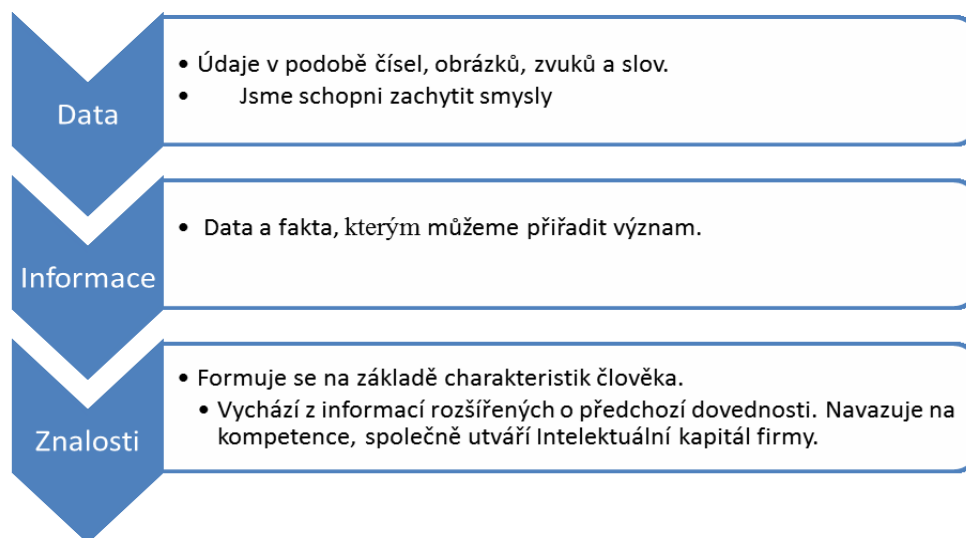 Data
• Údaje v podobě čísel, obrázků, zvuků a slov.
• Jsme schopni zachytit smysly
Informace
• Data a fakta, kterým můžeme přiřadit význam.
Znalosti
• Formuje se na základě charakteristik člověka.
• Vychází z informací rozšířených o předchozí dovednosti. Navazuje na
kompetence, společně utváří Intelektuální kapitál firmy.